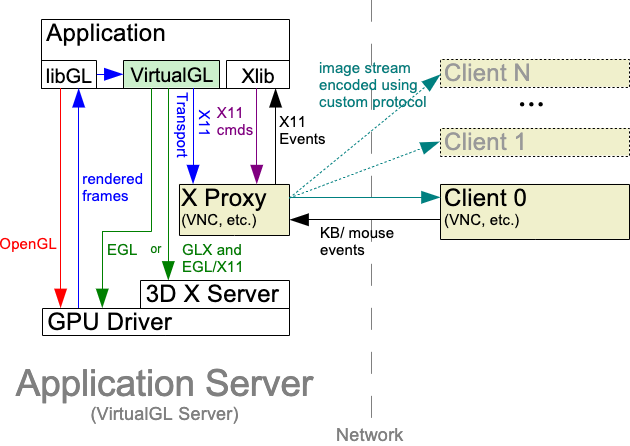 Application
libGL
VirtualGL
Xlib
image stream
encoded using
custom protocol
Client N
...
Client 1
X11
Transport
X11
cmds
X11
Events
rendered
frames
X Proxy
(VNC, etc.)
Client 0
(VNC, etc.)
KB/ mouse
events
OpenGL
EGL
or
GLX and
EGL/X11
3D X Server
GPU Driver
Application Server
(VirtualGL Server)
Network